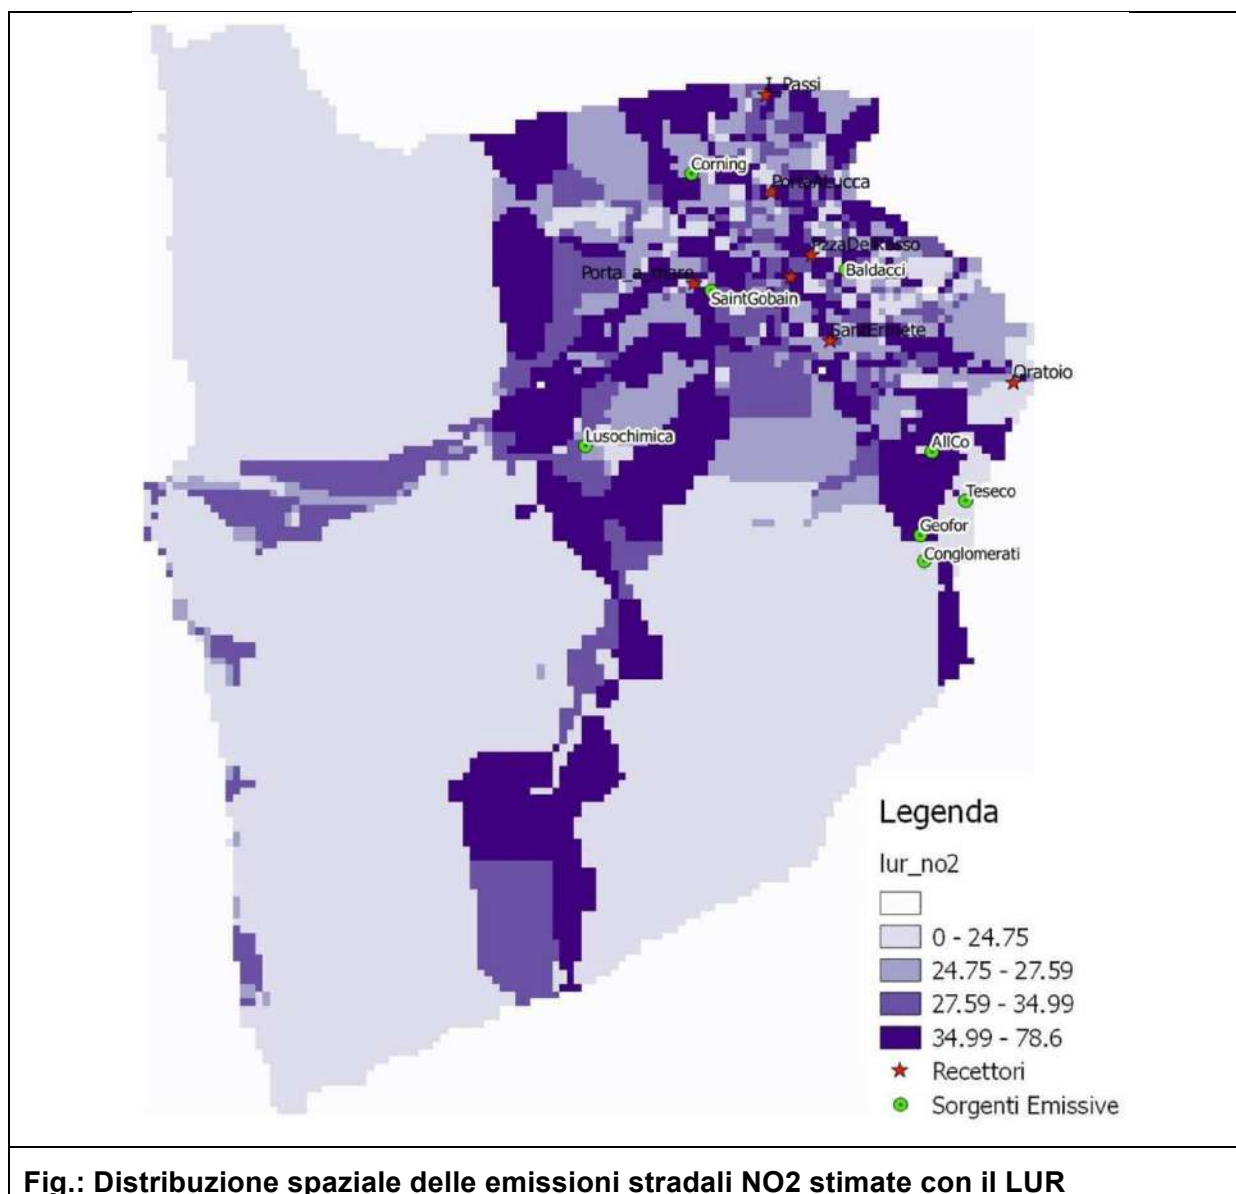 I_Passi
Corning
PortaALucca
PzzaDelRosso
Baldacci
Porta_a_mare
SaintGobain
SantErmete
Oratoio
Lusochimica
AllCo
Teseco
Geofor
Conglomerati
Legenda
lur_no2
0 - 24.75
24.75 - 27.59
27.59 - 34.99
34.99 - 78.6
Recettori
Sorgenti Emissive
Fig.: Distribuzione spaziale delle emissioni stradali NO2 stimate con il LUR